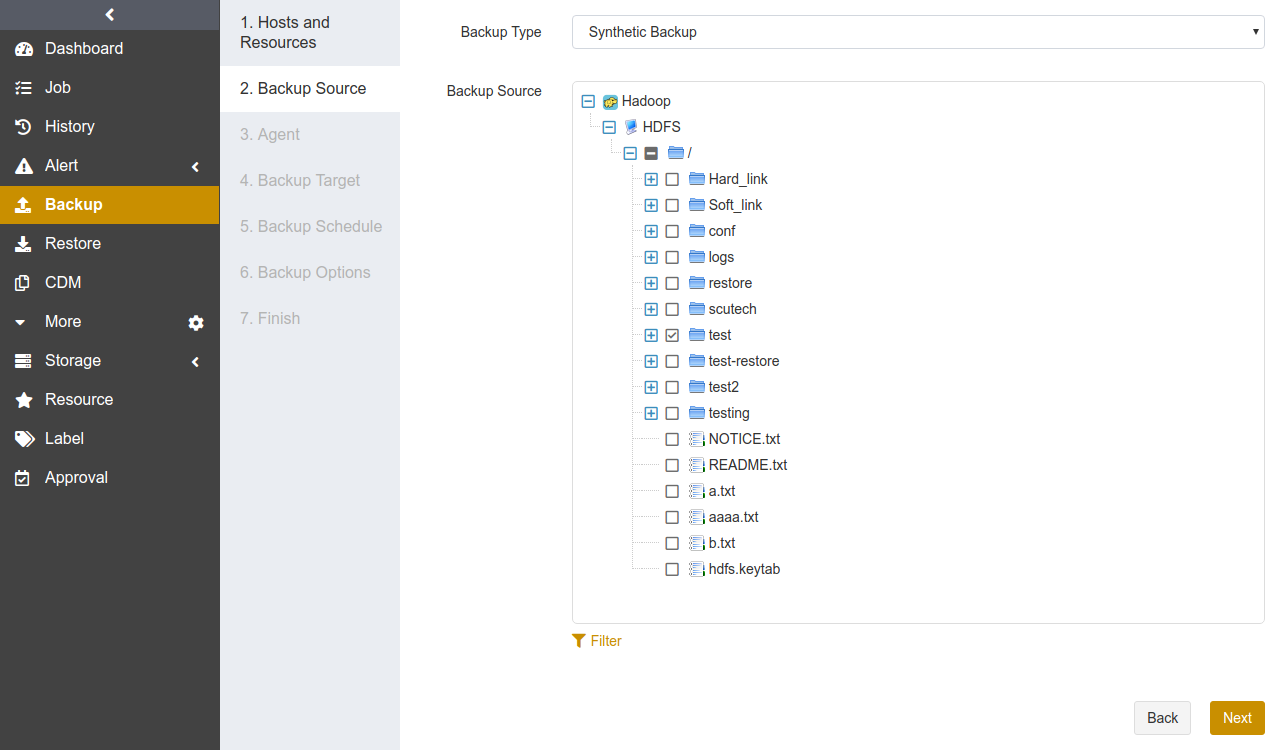 Dashboard
Job
History
Alert
Backup
Restore
CDM
More
Storage
Resource
Label
Approval
1. Hosts and
Resources
2. Backup Source
3. Agent
4. Backup Target
5. Backup Schedule
6. Backup Options
7. Finish
Backup Type
Synthetic Backup
Backup Source
Hadoop
HDFS
/
Hard_link
Soft_link
conf
logs
restore
scutech
test
test-restore
test2
testing
NOTICE.txt
README.txt
a.txt
aaaa.txt
b.txt
hdfs.keytab
Filter
Back
Next